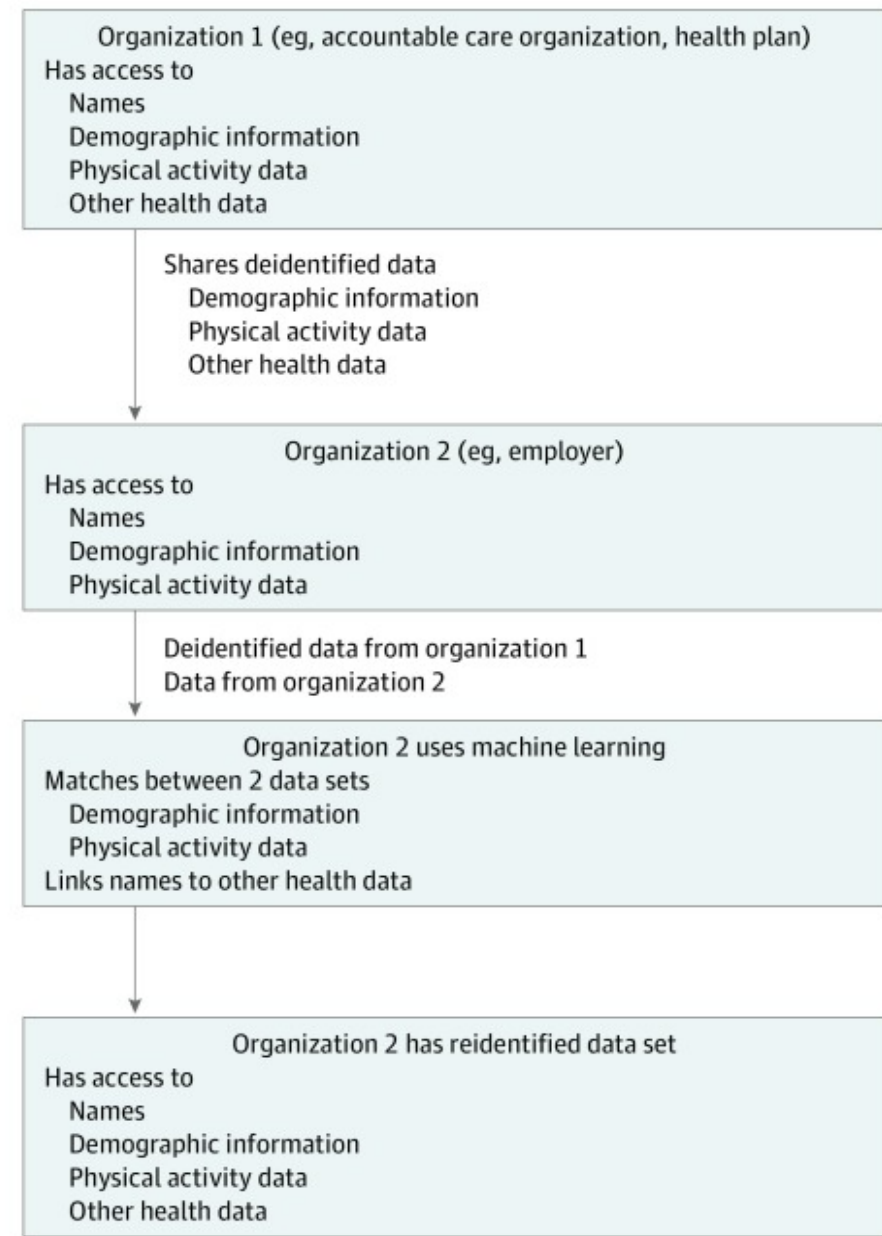 Organization 1 (eg, accountable care organization, health plan)
Has access to
Names
Demographic information
Physical activity data
Other health data
Shares deidentified data
Demographic information
Physical activity data
Other health data
Organization 2 (eg, employer)
Has access to
Names
Demographic information
Physical activity data
Deidentified data from organization 1
Data from organization 2
Organization 2 uses machine learning
Matches between 2 data sets
Demographic information
Physical activity data
Links names to other health data
Organization 2 has reidentified data set
Has access to
Names
Demographic information
Physical activity data
Other health data